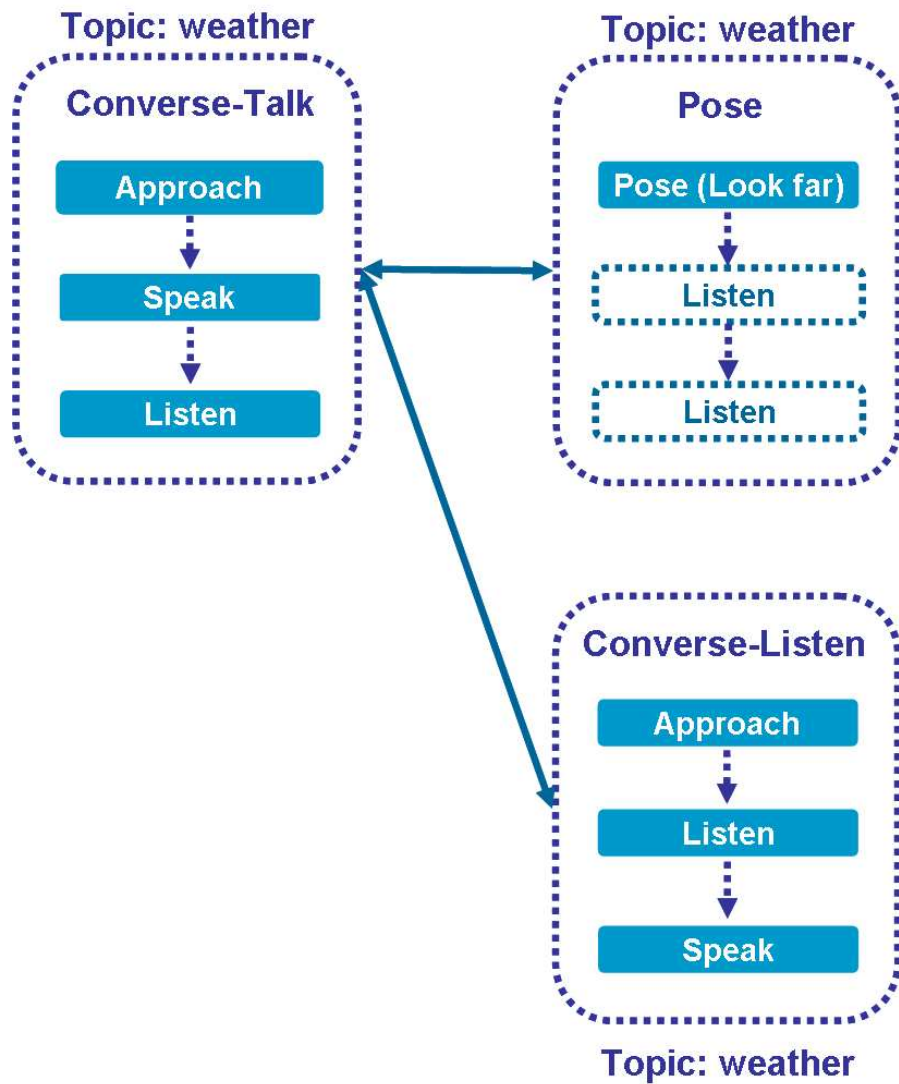 Topic: weather
Converse-Talk
Approach
Speak
Listen
Topic: weather
Pose
Pose (Look far)
Listen
Listen
Converse-Listen
Approach
Listen
Speak
Topic: weather